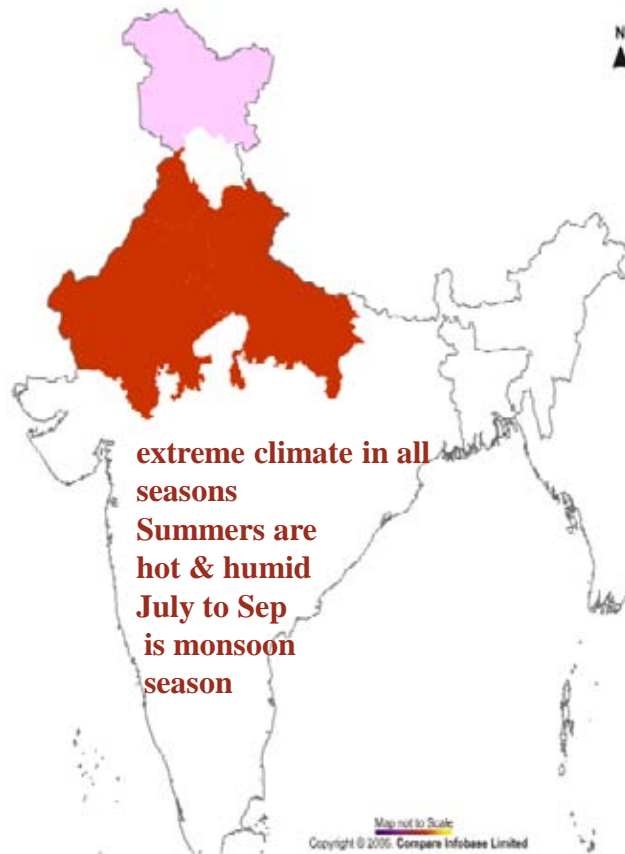 N
extreme climate in all
seasons
Summers are
hot & humid
July to Sep
is monsoon
season
Map not to Scale
Copyright © 2006. Compare Infobase Limited